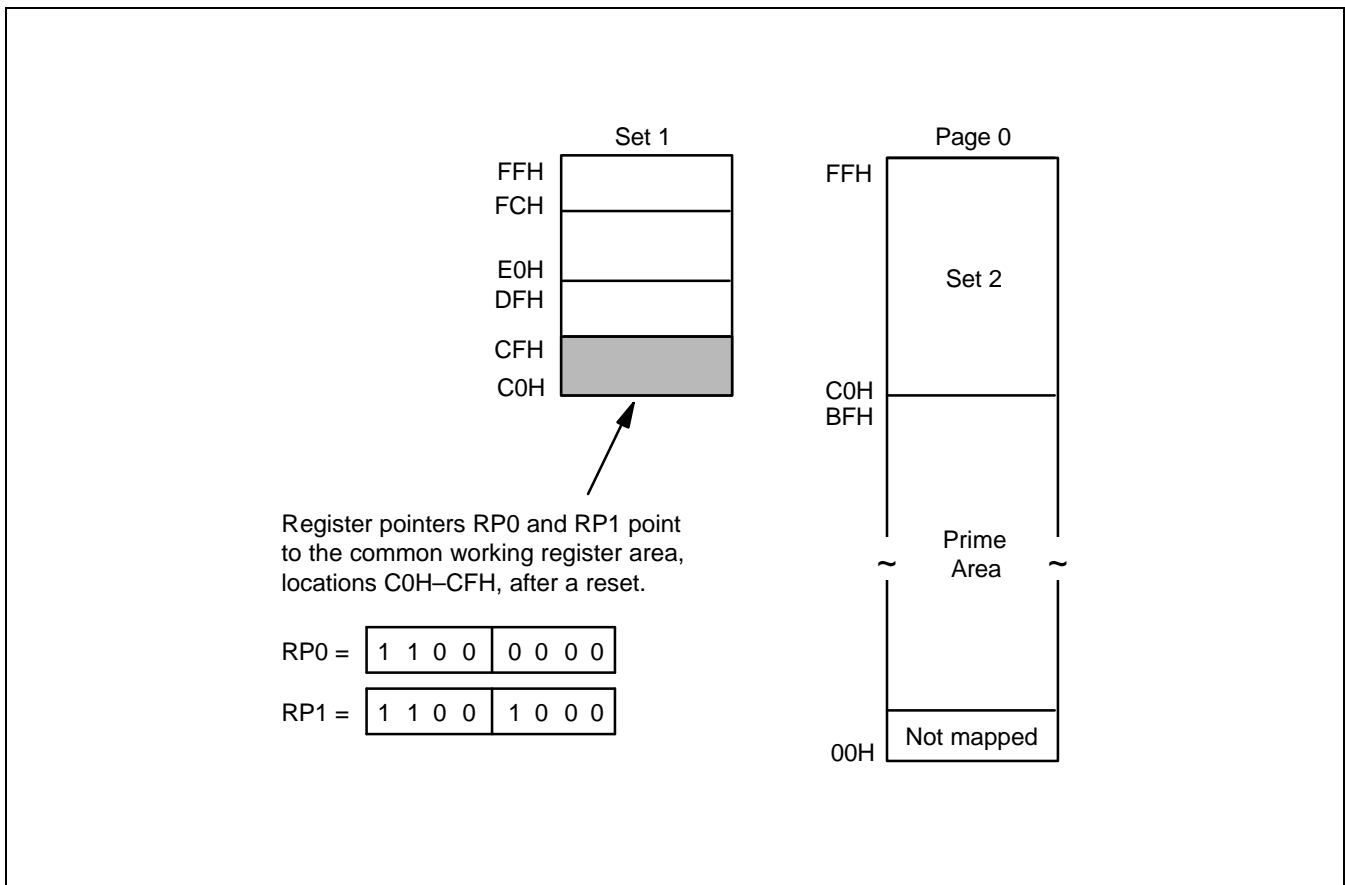 Set 1
FFH
FCH
E0H
DFH
CFH
C0H
Register pointers RP0 and RP1 point
to the common working register area,
locations C0H–CFH, after a reset.
RP0 = 1 1 0 0 0 0 0 0
RP1 = 1 1 0 0 1 0 0 0
Page 0
FFH
Set 2
C0H
BFH
~ Prime ~
Area
Not mapped
00H